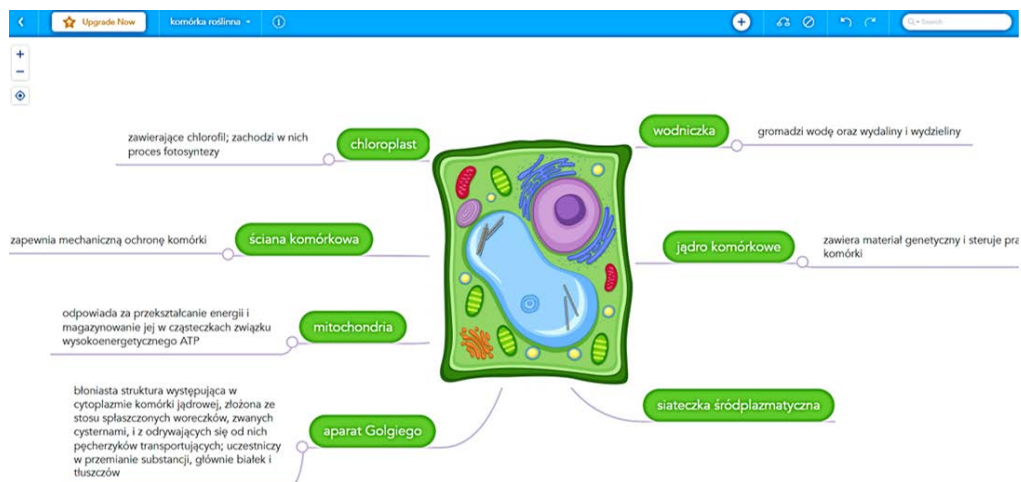 Upgrade Now
komórka roślinna
Search
zawierające chlorofil; zachodzi w nich
proces fotosyntezy
chloroplast
wodniczka
gromadzi wodę oraz wydaliny i wydzieliny
zapewnia mechaniczną ochronę komórki
ściana komórkowa
jądro komórkowe
zawiera materiał genetyczny i steruje pra
komórki
odpowiada za przekształcanie energii i
magazynowanie jej w cząsteczkach związku
wysokoenergetycznego ATP
mitochondria
błoniasta struktura występująca w
cytoplazmie komórki jądrowej, złożona ze
stosu spłaszczonych woreczków, zwanych
cysternami, i z odrywających się od nich
pęcherzyków transportujących; uczestniczy
w przemianie substancji, głównie białek i
tłuszczów
aparat Golgiego
siateczka śródplazmatyczna